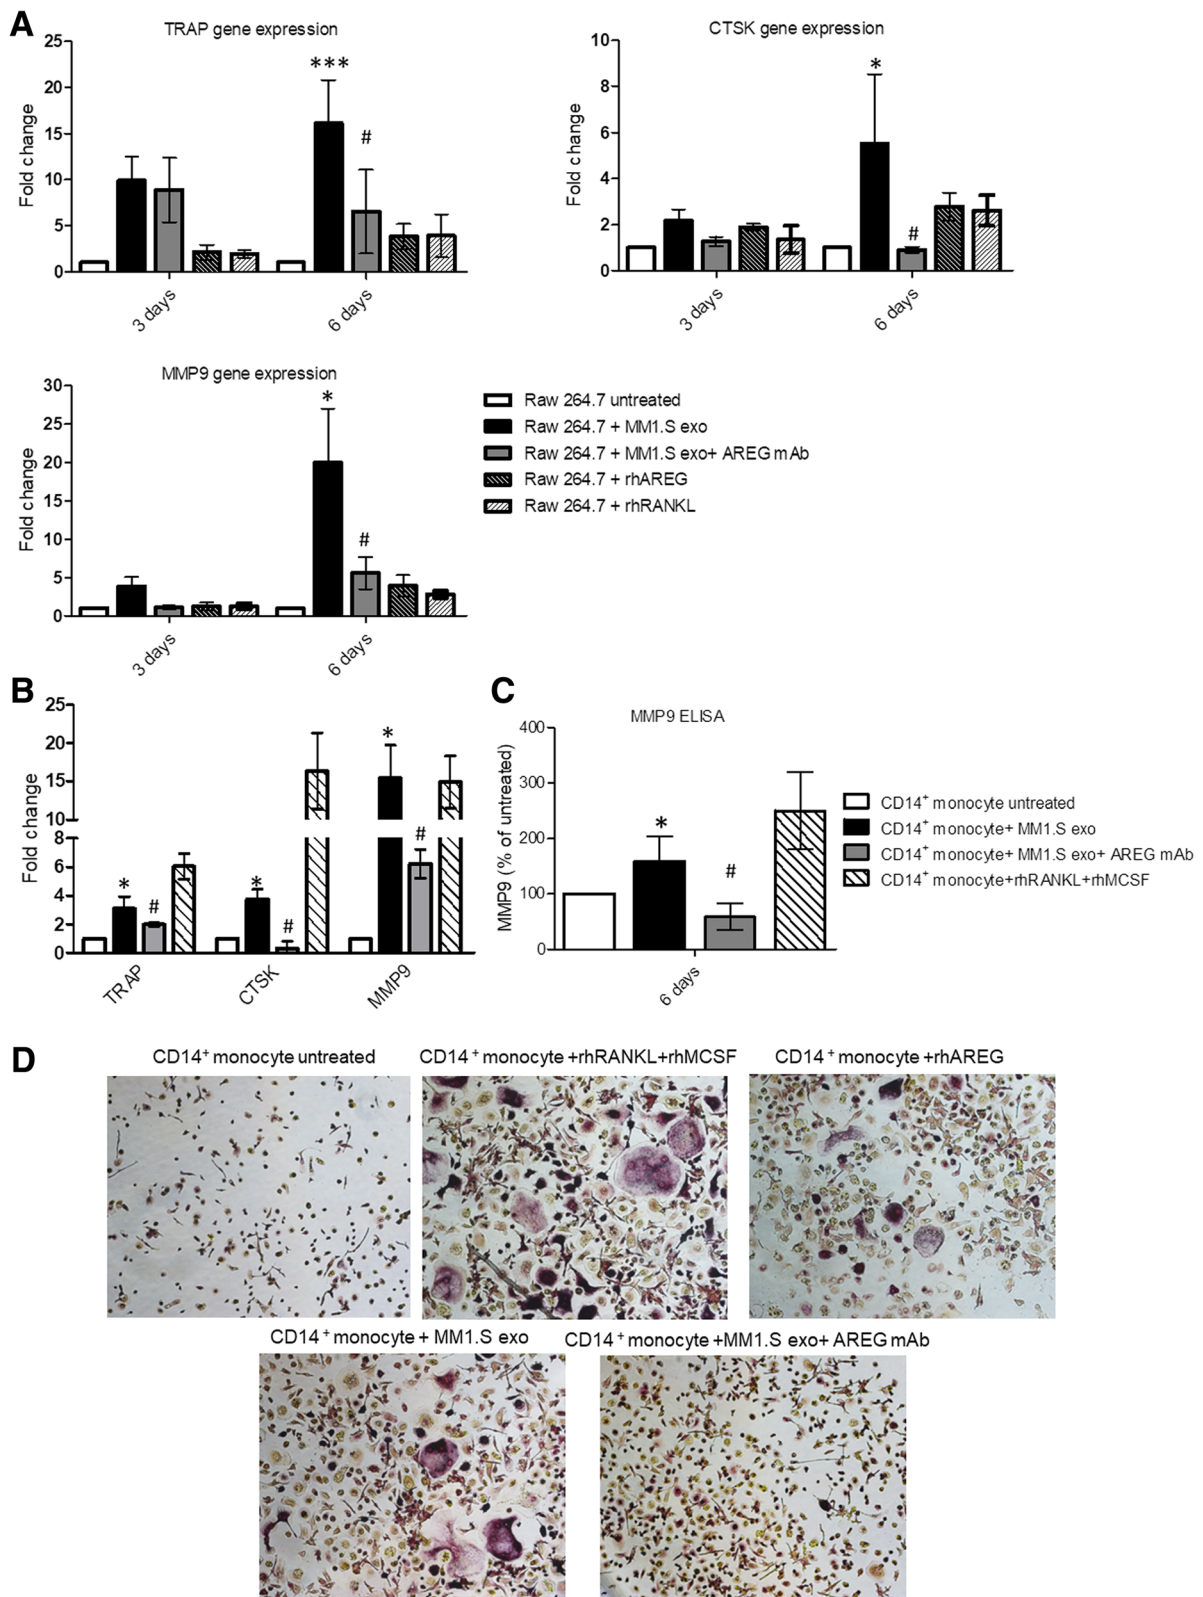 A
TRAP gene expression
Fold change
25
20
15
10
5
0
***
#
3 days
6 days
CTSK gene expression
Fold change
10
8
6
4
2
0
*
#
3 days
6 days
MMP9 gene expression
Fold change
30
25
20
15
10
5
0
*
#
3 days
6 days
Raw 264.7 untreated
Raw 264.7 + MM1.S exo
Raw 264.7 + MM1.S exo+ AREG mAb
Raw 264.7 + rhAREG
Raw 264.7 + rhRANKL
B
Fold change
25
20
15
10
8
6
4
2
0
*
#
*
#
*
#
TRAP
CTSK
MMP9
C
MMP9 ELISA
MMP9 (% of untreated)
400
300
200
100
0
*
#
6 days
CD14+ monocyte untreated
CD14+ monocyte+ MM1.S exo
CD14+ monocyte+ MM1.S exo+ AREG mAb
CD14+ monocyte+rhRANKL+rhMCSF
D
CD14+ monocyte untreated
CD14+ monocyte +rhRANKL+rhMCSF
CD14+ monocyte +rhAREG
CD14+ monocyte + MM1.S exo
CD14+ monocyte +MM1.S exo+ AREG mAb